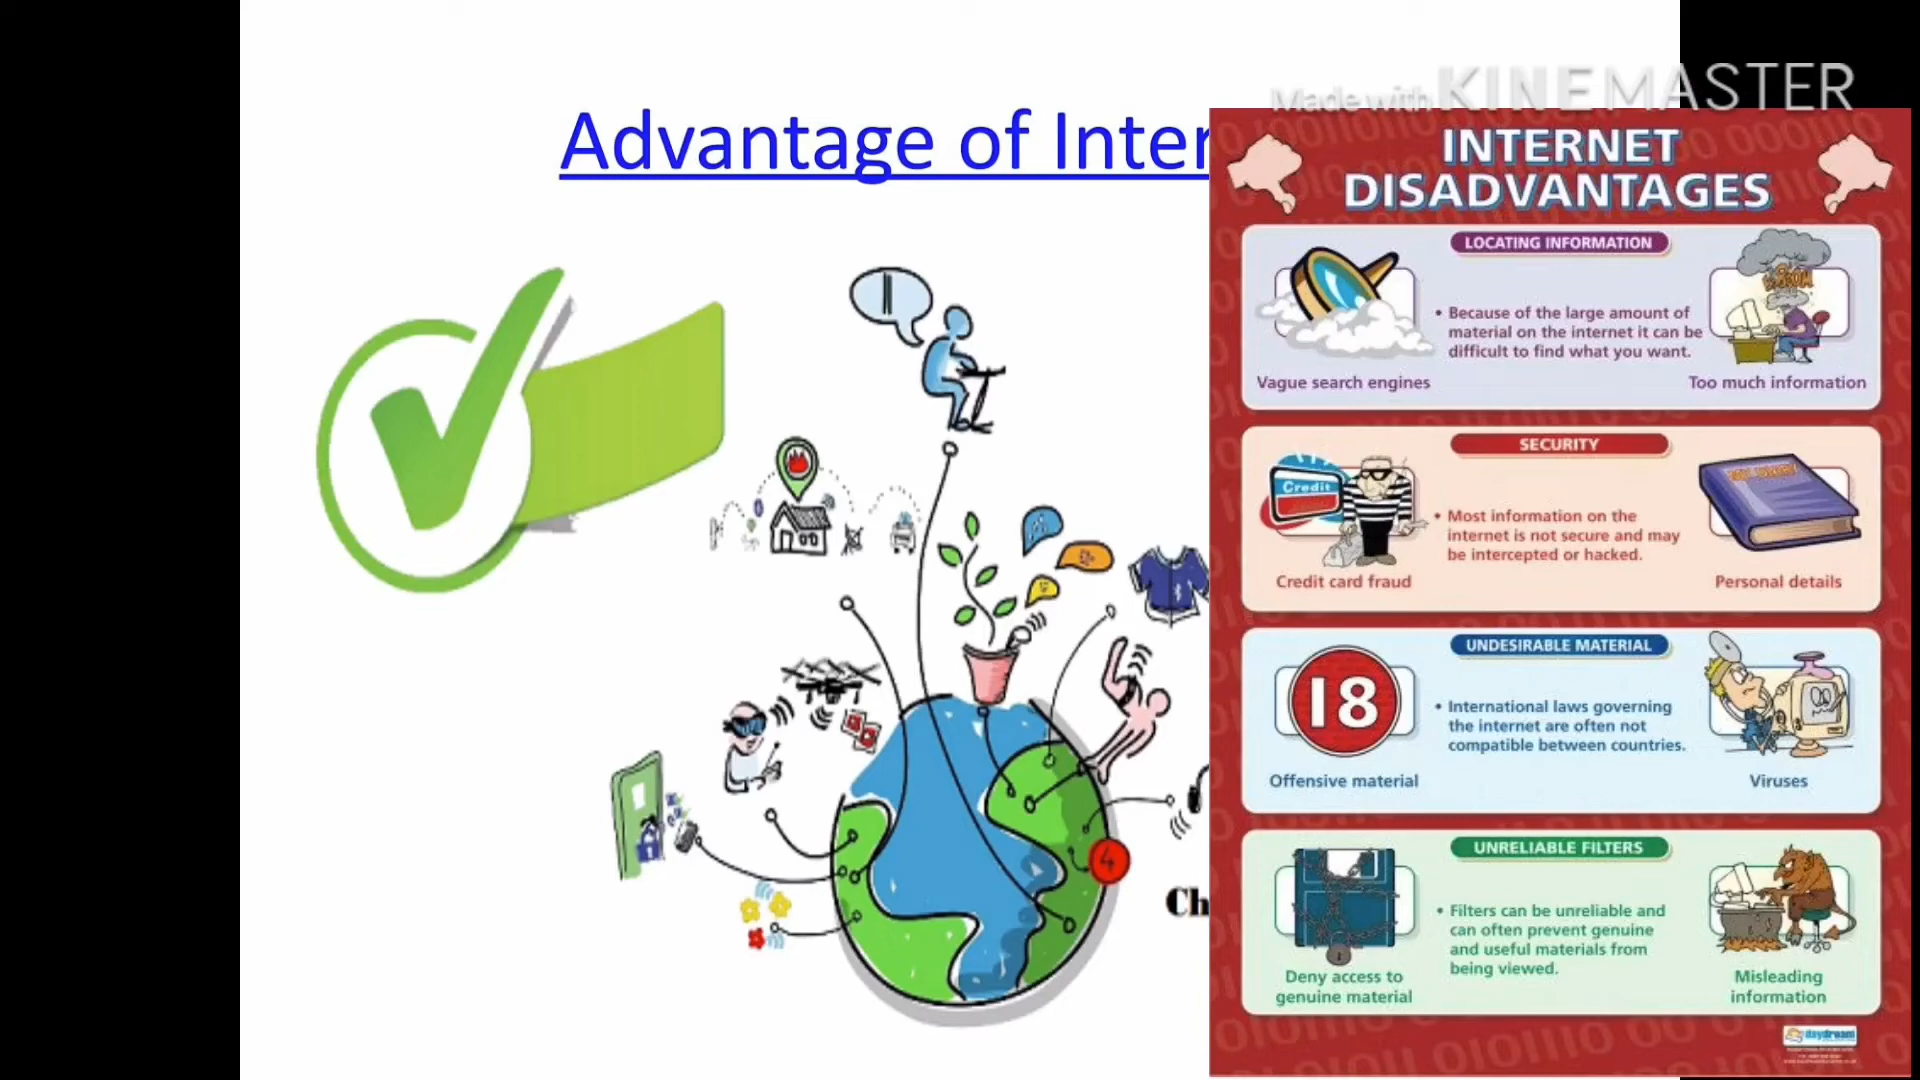 Made with KINEMASTER
Advantage of Inter
INTERNET
DISADVANTAGES
LOCATING INFORMATION
• Because of the large amount of
material on the internet it can be
difficult to find what you want.
Vague search engines
Too much information
SECURITY
Credit
• Most information on the
internet is not secure and may
be intercepted or hacked.
Credit card fraud
Personal details
UNDESIRABLE MATERIAL
18
• International laws governing
the internet are often not
compatible between countries.
Offensive material
Viruses
4
Ch
UNRELIABLE FILTERS
• Filters can be unreliable and
can often prevent genuine
and useful materials from
being viewed.
Deny access to
genuine material
Misleading
information
daydream